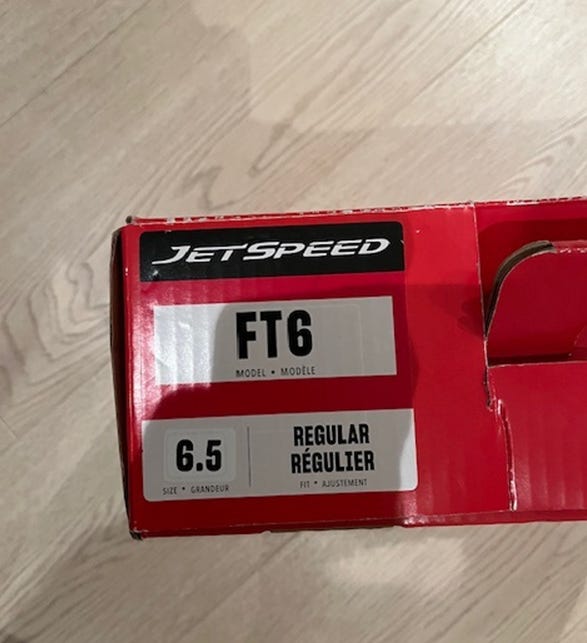 JETSPEED
FT6
MODEL • MODÈLE
6.5
SIZE • GRANDEUR
REGULAR
RÉGULIER
FIT • AJUSTEMENT